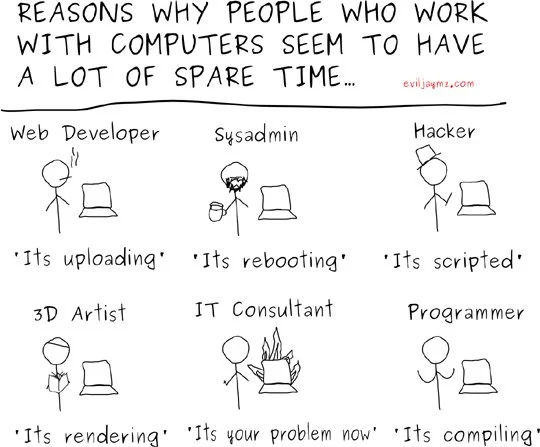 REASONS WHY PEOPLE WHO WORK
WITH COMPUTERS SEEM TO HAVE
A LOT OF SPARE TIME...
eviljaymz.com
Web Developer
Sysadmin
Hacker
'Its uploading'
'Its rebooting'
'Its scripted'
3D Artist
IT Consultant
Programmer
'Its rendering'
'Its your problem now'
'Its compiling'